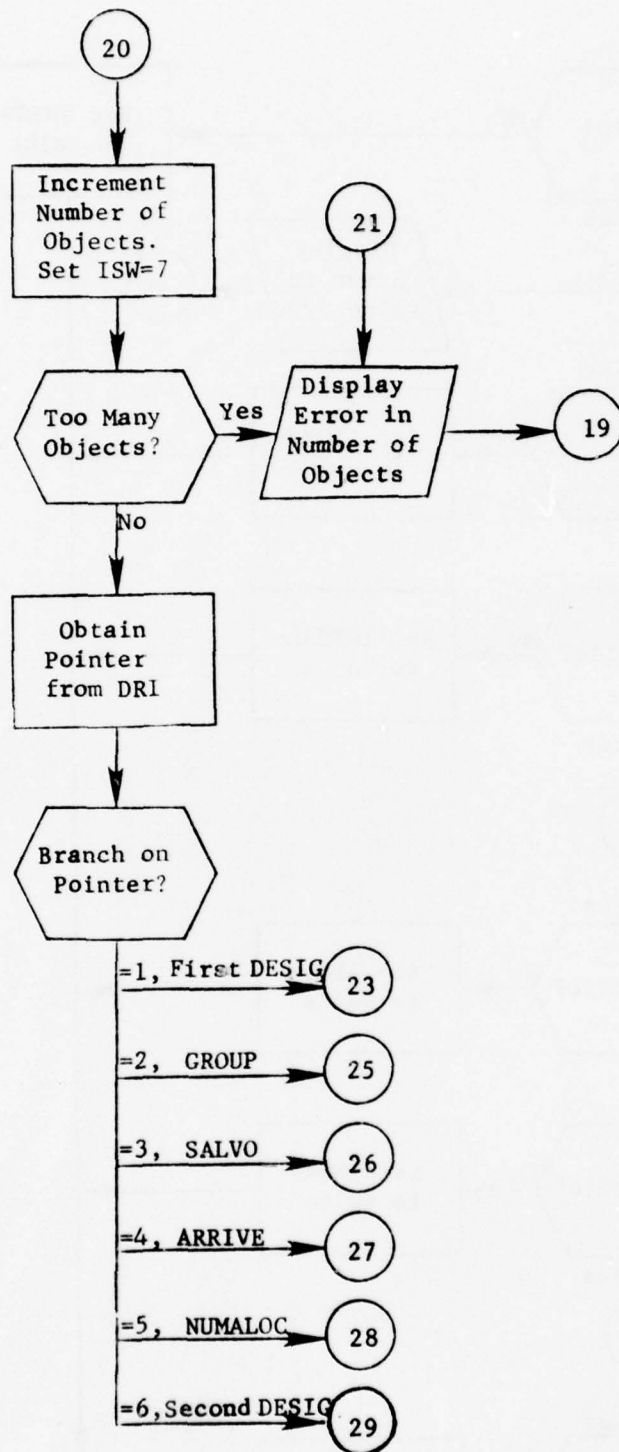 20
Increment
Number of
Objects.
Set ISW=7
21
Too Many
Objects?
Yes
Display
Error in
Number of
Objects
19
No
Obtain
Pointer
from DRI
Branch on
Pointer?
=1, First DESIG
23
=2, GROUP
25
=3, SALVO
26
=4, ARRIVE
27
=5, NUMALOC
28
=6, Second DESIG
29